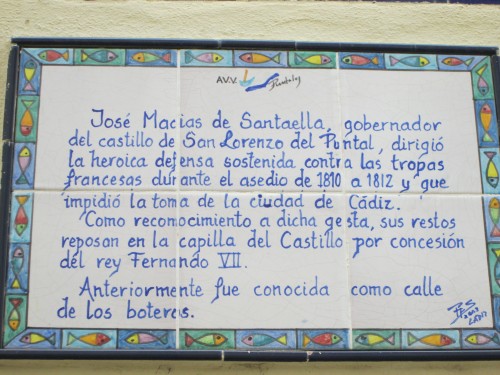 A.V.V. Puntales
José Macias de Santaella, gobernador
del castillo de San Lorenzo del Puntal, dirigió
la heroica defensa sostenida contra las tropas
francesas durante el asedio de 1810 a 1812 y que
impidió la toma de la ciudad de Cádiz.
Como reconocimiento a dicha gesta, sus restos
reposan en la capilla del Castillo por concesión
del rey Fernando VII.
Anteriormente fue conocida como calle
de los boteros.